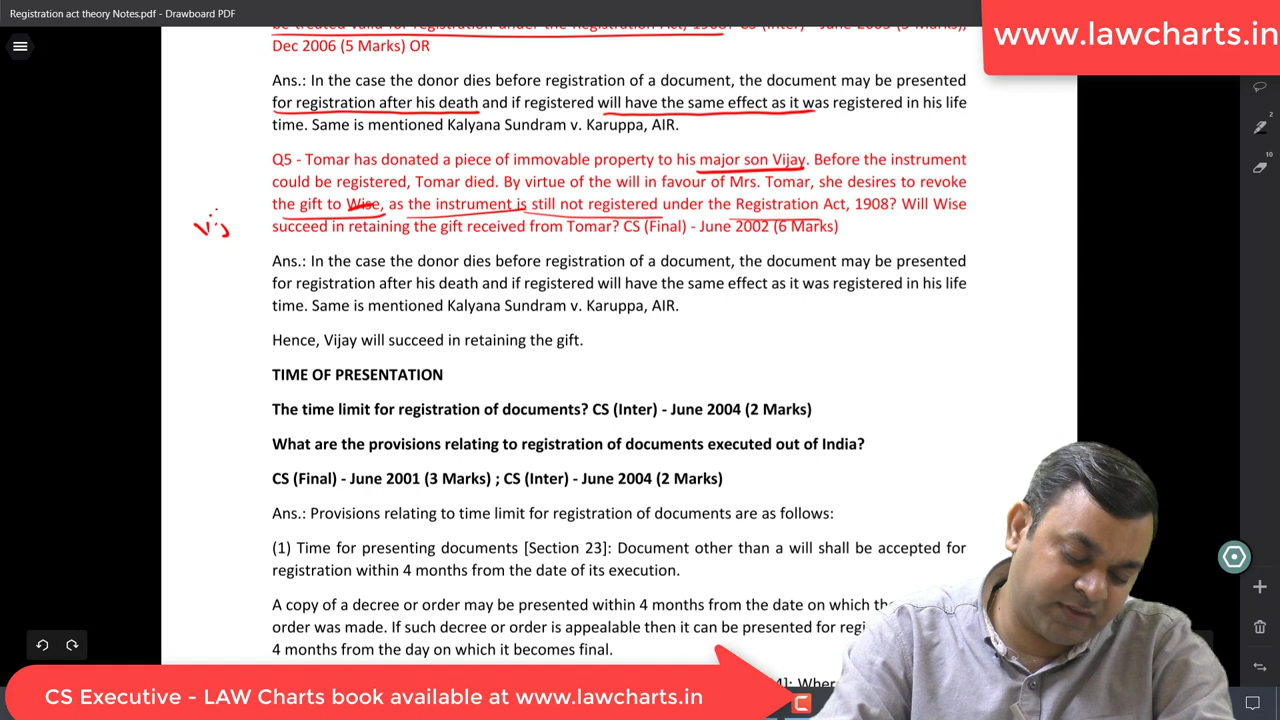 Registration act theory Notes.pdf - Drawboard PDF
www.lawcharts.in
Dec 2006 (5 Marks) OR
Ans.: In the case the donor dies before registration of a document, the document may be presented
for registration after his death and if registered will have the same effect as it was registered in his life
time. Same is mentioned Kalyana Sundram v. Karuppa, AIR.
Q5 - Tomar has donated a piece of immovable property to his major son Vijay. Before the instrument
could be registered, Tomar died. By virtue of the will in favour of Mrs. Tomar, she desires to revoke
the gift to Wise, as the instrument is still not registered under the Registration Act, 1908? Will Wise
succeed in retaining the gift received from Tomar? CS (Final) - June 2002 (6 Marks)
Ans.: In the case the donor dies before registration of a document, the document may be presented
for registration after his death and if registered will have the same effect as it was registered in his life
time. Same is mentioned Kalyana Sundram v. Karuppa, AIR.
Hence, Vijay will succeed in retaining the gift.
TIME OF PRESENTATION
The time limit for registration of documents? CS (Inter) - June 2004 (2 Marks)
What are the provisions relating to registration of documents executed out of India?
CS (Final) - June 2001 (3 Marks) ; CS (Inter) - June 2004 (2 Marks)
Ans.: Provisions relating to time limit for registration of documents are as follows:
(1) Time for presenting documents [Section 23]: Document other than a will shall be accepted for
registration within 4 months from the date of its execution.
A copy of a decree or order may be presented within 4 months from the date on which
order was made. If such decree or order is appealable then it can be presented for
4 months from the day on which it becomes final.
CS Executive - LAW Charts book available at www.lawcharts.in